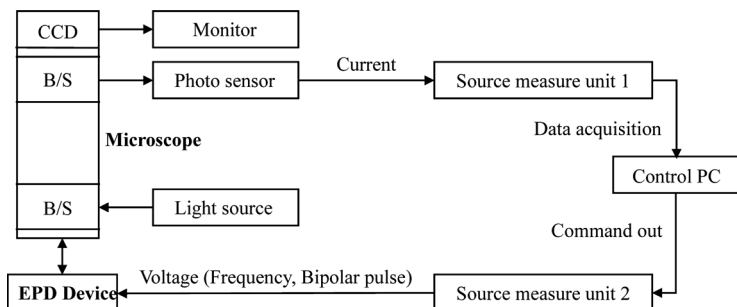 CCD
Monitor
B/S
Photo sensor
Current
Source measure unit 1
Data acquisition
Microscope
Control PC
B/S
Light source
Command out
EPD Device
Voltage (Frequency, Bipolar pulse)
Source measure unit 2